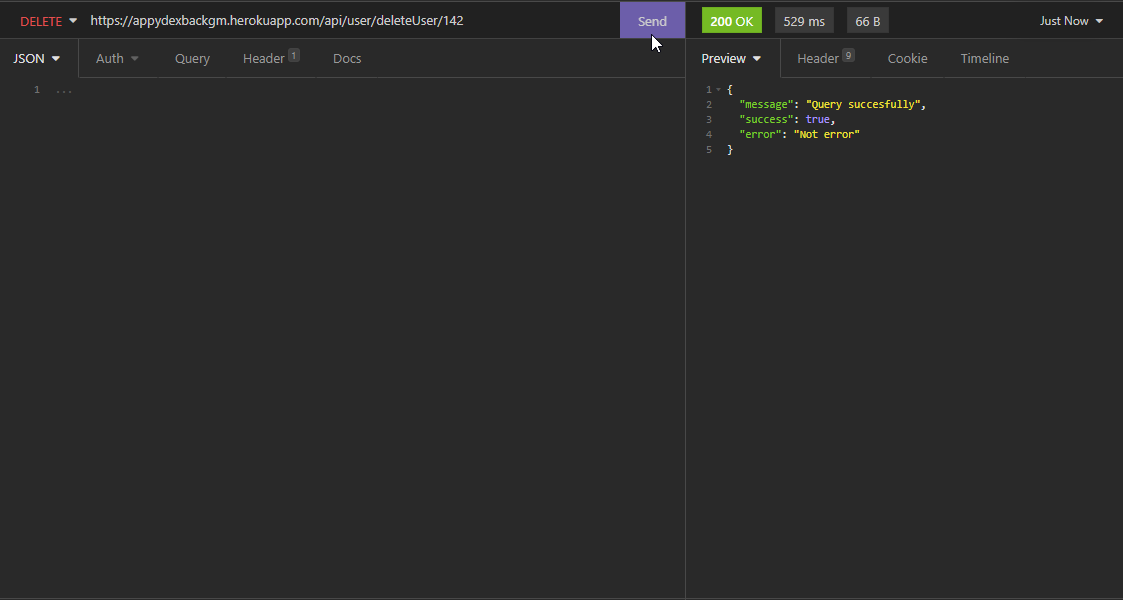 DELETE https://appydexbackgm.herokuapp.com/api/user/deleteUser/142 Send 200 OK 529 ms 66 B Just Now
JSON Auth Query Header 1 Docs Preview Header 9 Cookie Timeline
1 ...
1 {
2 "message": "Query succesfully",
3 "success": true,
4 "error": "Not error"
5 }